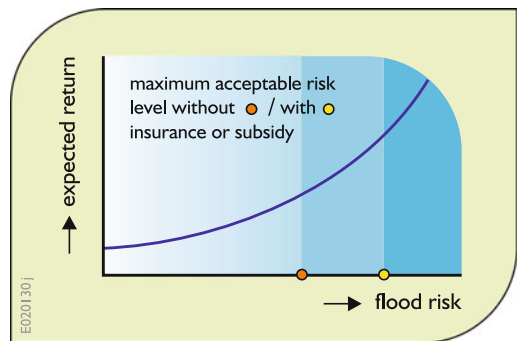 maximum acceptable risk
level without / with
insurance or subsidy
expected return
flood risk
E020130j